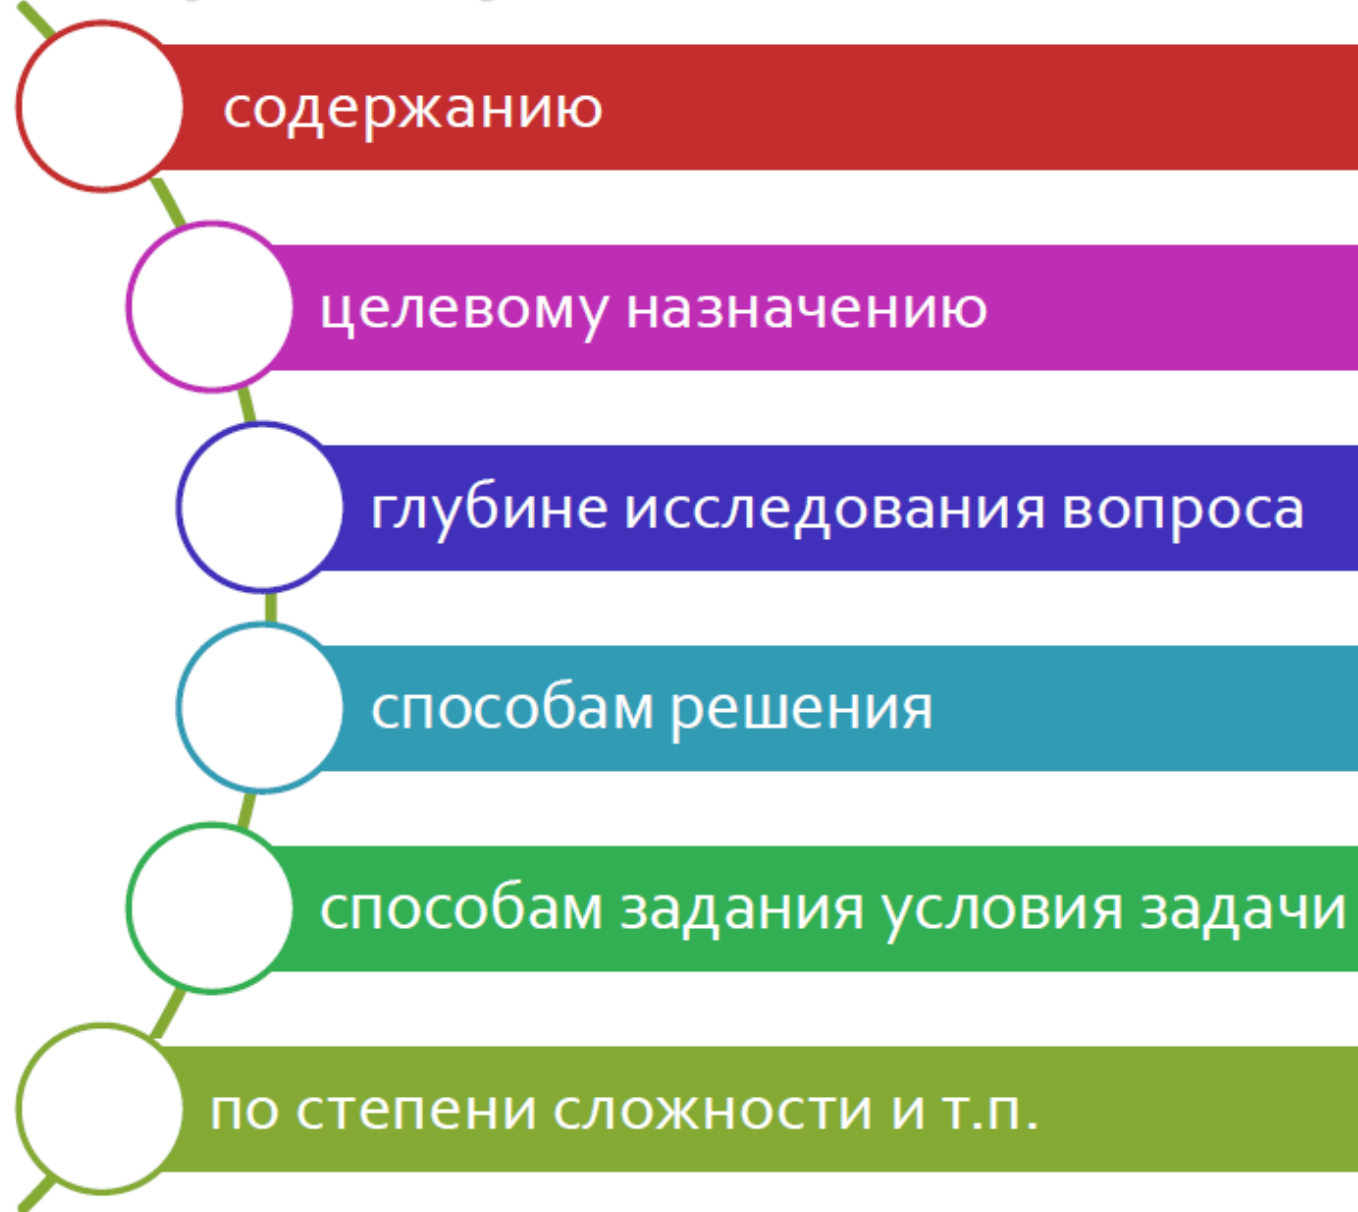 содержанию
целевому назначению
глубине исследования вопроса
способам решения
способам задания условия задачи
по степени сложности и т.п.